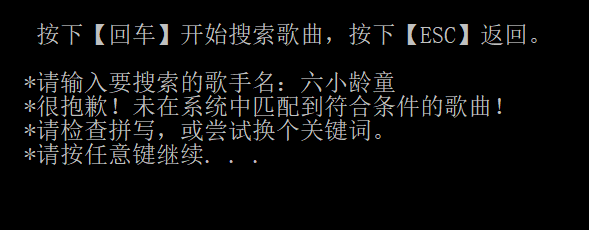 按下【回车】开始搜索歌曲，按下【ESC】返回。
*请输入要搜索的歌手名：六小龄童
*很抱歉！未在系统中匹配到符合条件的歌曲！
*请检查拼写，或尝试换个关键词。
*请按任意键继续. . .